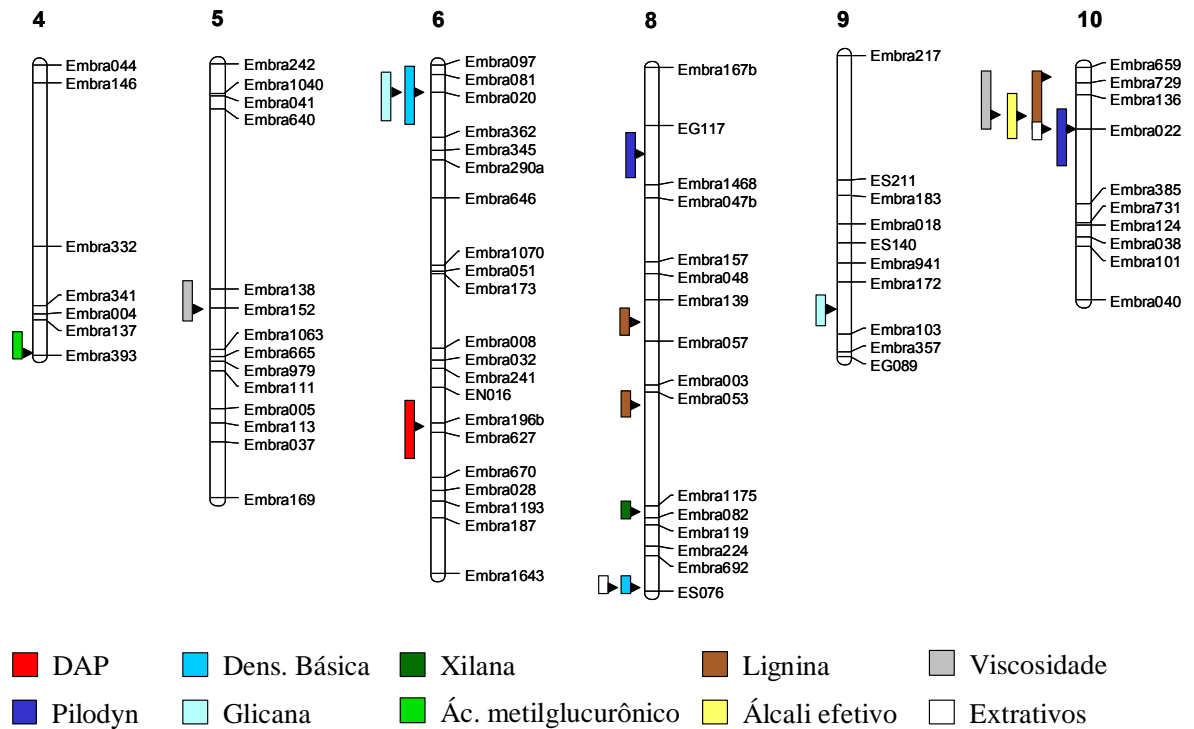 4
5
6
8
9
10
Embra044
Embra146
Embra332
Embra341
Embra004
Embra137
Embra393
Embra242
Embra1040
Embra041
Embra640
Embra138
Embra152
Embra1063
Embra665
Embra979
Embra111
Embra005
Embra113
Embra037
Embra169
Embra097
Embra081
Embra020
Embra362
Embra345
Embra290a
Embra646
Embra1070
Embra051
Embra173
Embra008
Embra032
Embra241
EN016
Embra196b
Embra627
Embra670
Embra028
Embra1193
Embra187
Embra1643
Embra167b
EG117
Embra1468
Embra047b
Embra157
Embra048
Embra139
Embra057
Embra003
Embra053
Embra1175
Embra082
Embra119
Embra224
Embra692
ES076
Embra217
ES211
Embra183
Embra018
ES140
Embra941
Embra172
Embra103
Embra357
EG089
Embra659
Embra729
Embra136
Embra022
Embra385
Embra731
Embra124
Embra038
Embra101
Embra040
DAP
Dens. Básica
Xilana
Lignina
Viscosidade
Pilodyn
Glicana
Ác. metilglucurônico
Álcali efetivo
Extrativos